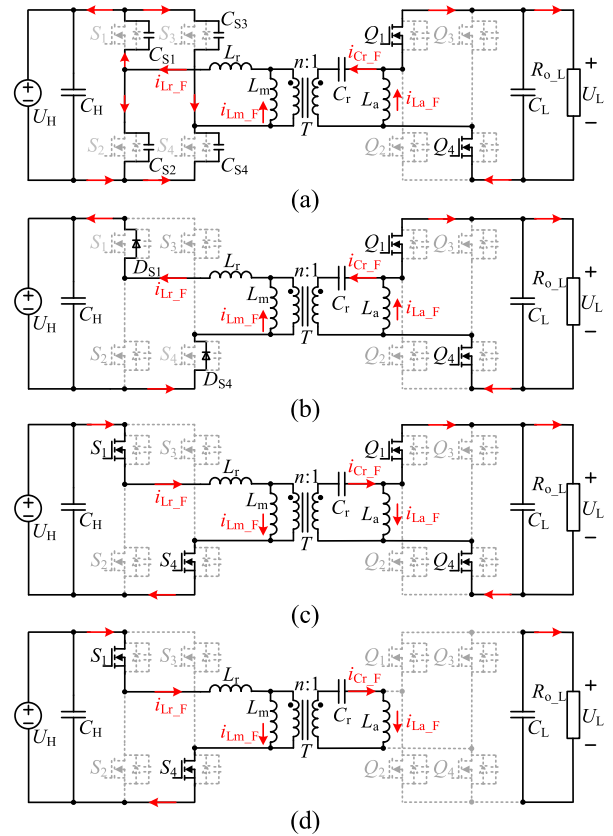 S1 CS1 S3 CS3 Lr n:1 iCr_F Q1 Q3 Ro_L
UH CH iLr_F Lm iLm_F T Cr La iLa_F CL UL + −
S2 CS2 S4 CS4 Q2 Q4
(a)
S1 DS1 S3 Lr n:1 iCr_F Q1 Q3 Ro_L
UH CH iLr_F Lm iLm_F T Cr La iLa_F CL UL + −
S2 S4 DS4 Q2 Q4
(b)
S1 S3 Lr n:1 iCr_F Q1 Q3 Ro_L
UH CH iLr_F Lm iLm_F T Cr La iLa_F CL UL + −
S2 S4 Q2 Q4
(c)
S1 S3 Lr n:1 iCr_F Q1 Q3 Ro_L
UH CH iLr_F Lm iLm_F T Cr La iLa_F CL UL + −
S2 S4 Q2 Q4
(d)